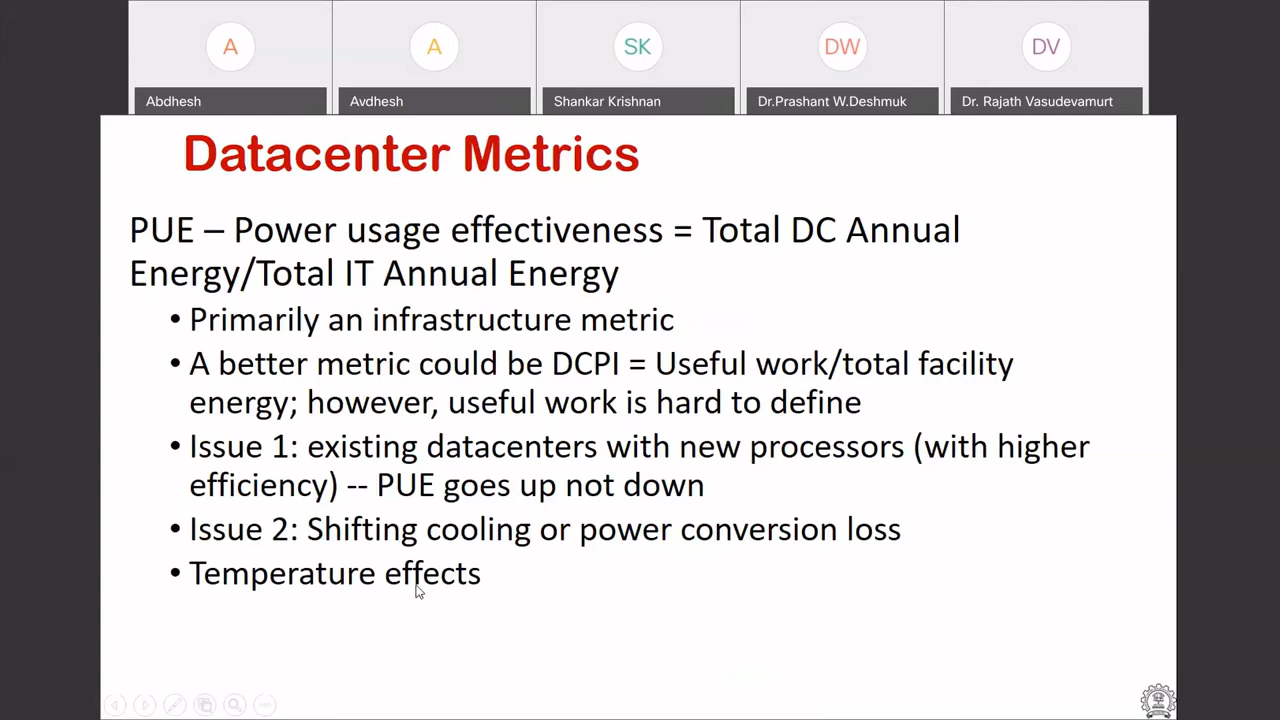 A
A
SK
DW
DV
Abdhesh
Avdhesh
Shankar Krishnan
Dr.Prashant W.Deshmuk
Dr. Rajath Vasudevamurt
Datacenter Metrics
PUE – Power usage effectiveness = Total DC Annual
Energy/Total IT Annual Energy
• Primarily an infrastructure metric
• A better metric could be DCPI = Useful work/total facility
energy; however, useful work is hard to define
• Issue 1: existing datacenters with new processors (with higher
efficiency) -- PUE goes up not down
• Issue 2: Shifting cooling or power conversion loss
• Temperature effects